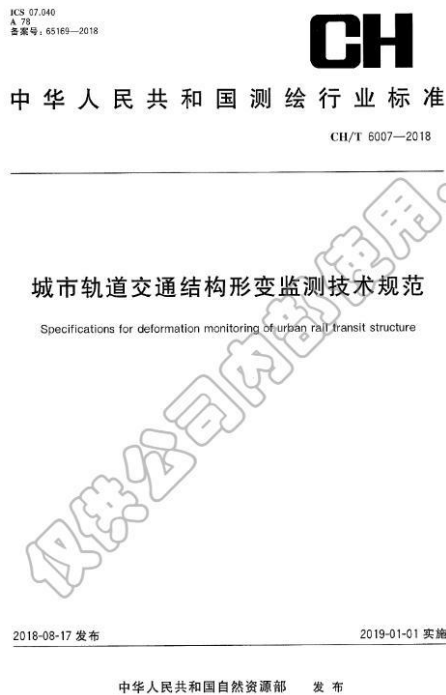 ICS 07.040
A 78
备案号：65169—2018
CH
中华人民共和国测绘行业标准
CH/T 6007—2018
城市轨道交通结构形变监测技术规范
Specifications for deformation monitoring of urban rail transit structure
仅供公司内部使用.
2018-08-17 发布
2019-01-01 实施
中华人民共和国自然资源部 发布